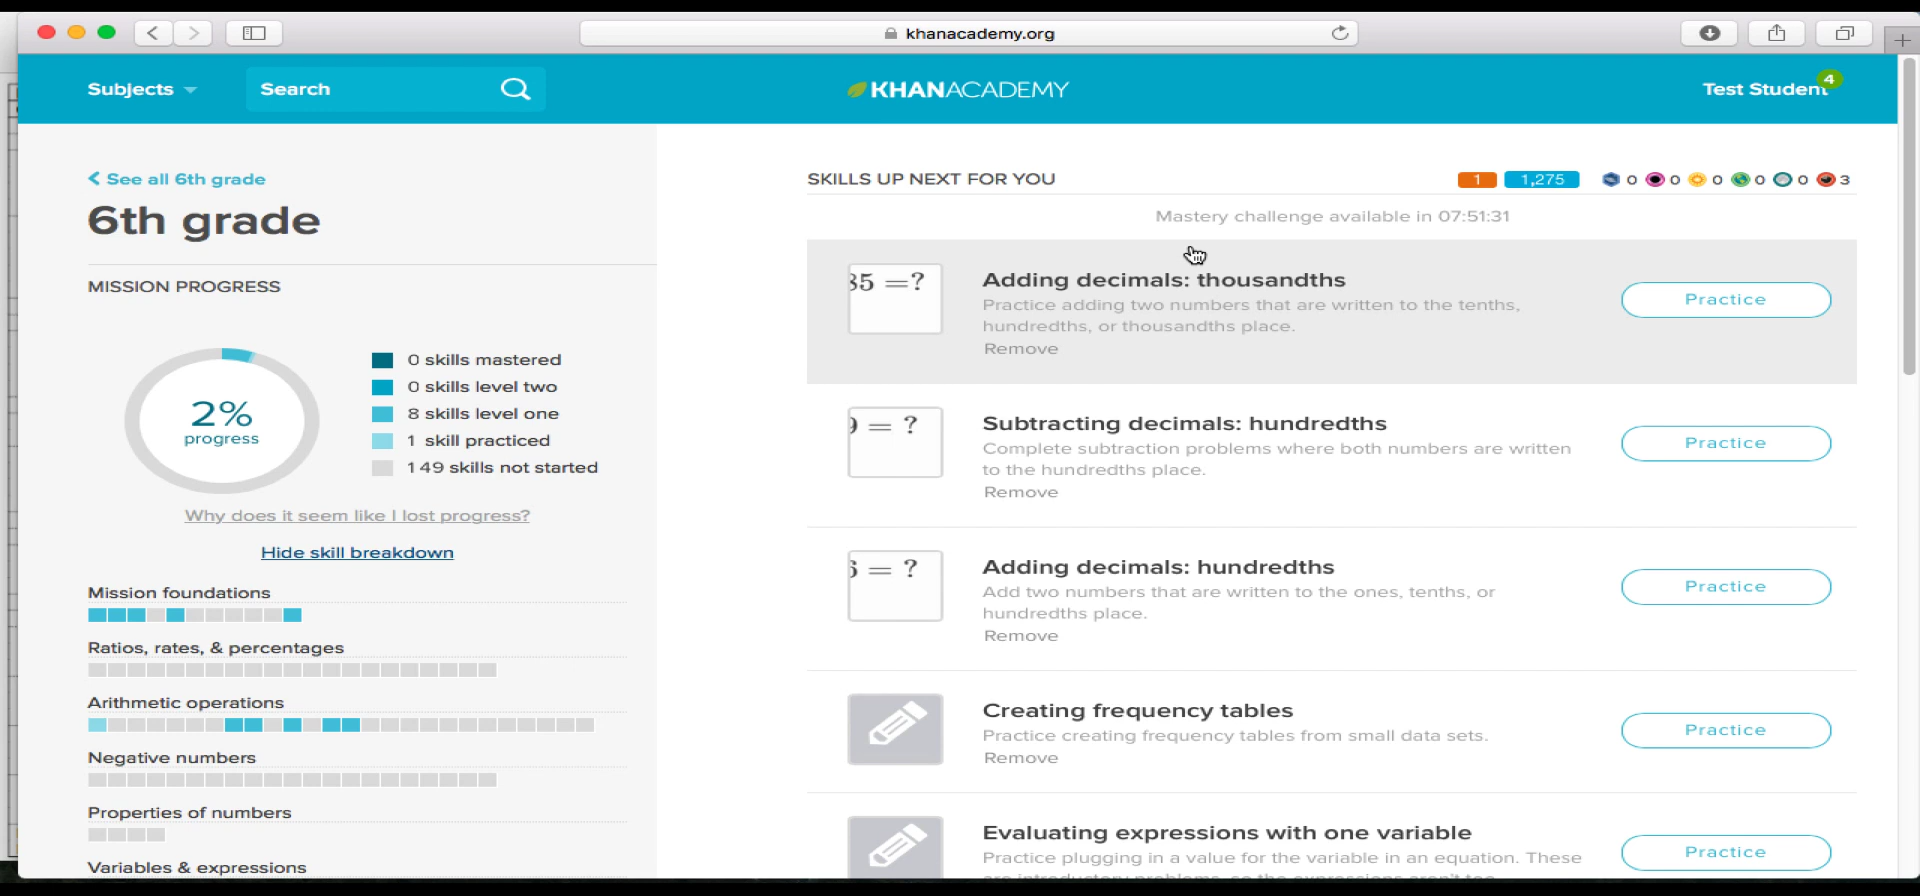 khanacademy.org
Subjects
Search
KHANACADEMY
Test Student
4
See all 6th grade
6th grade
MISSION PROGRESS
2%
progress
0 skills mastered
0 skills level two
8 skills level one
1 skill practiced
149 skills not started
Why does it seem like I lost progress?
Hide skill breakdown
Mission foundations
Ratios, rates, & percentages
Arithmetic operations
Negative numbers
Properties of numbers
Variables & expressions
SKILLS UP NEXT FOR YOU
1 1,275 0 0 0 0 0 3
Mastery challenge available in 07:51:31
35 =?
Adding decimals: thousandths
Practice adding two numbers that are written to the tenths,
hundredths, or thousandths place.
Remove
Practice
9 = ?
Subtracting decimals: hundredths
Complete subtraction problems where both numbers are written
to the hundredths place.
Remove
Practice
= ?
Adding decimals: hundredths
Add two numbers that are written to the ones, tenths, or
hundredths place.
Remove
Practice
Creating frequency tables
Practice creating frequency tables from small data sets.
Remove
Practice
Evaluating expressions with one variable
Practice plugging in a value for the variable in an equation. These
Practice